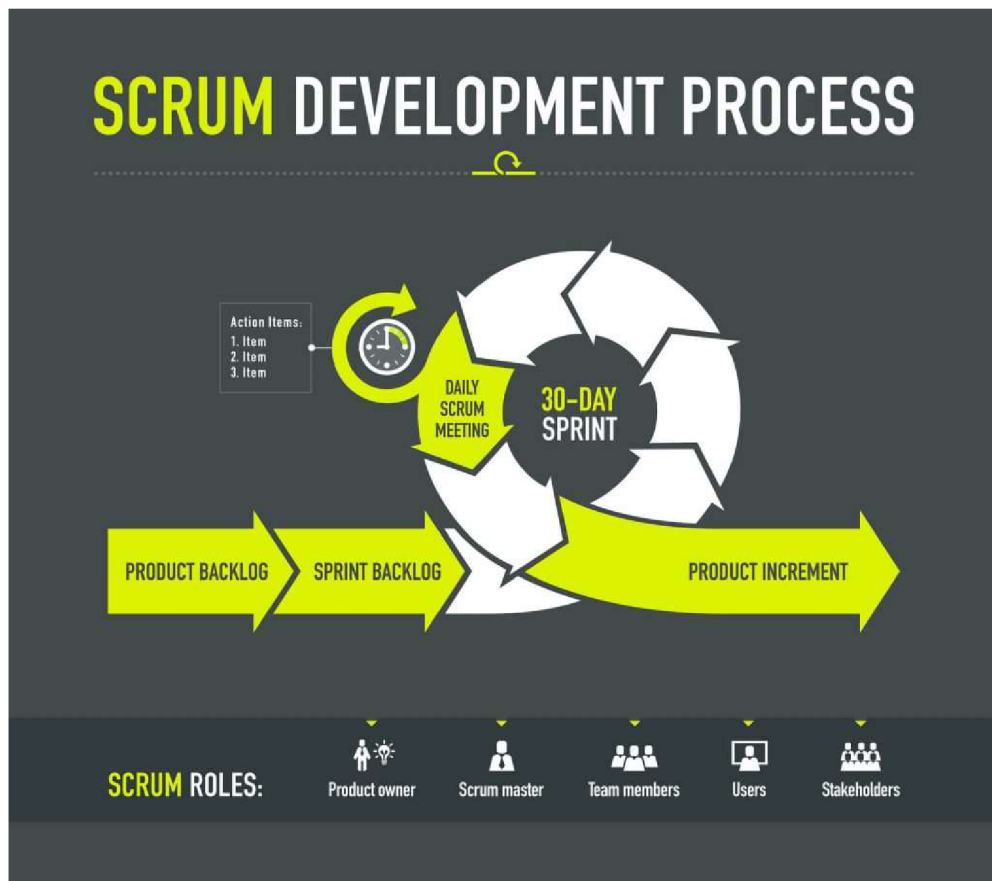 SCRUM DEVELOPMENT PROCESS
Action Items:
1. Item
2. Item
3. Item
DAILY
SCRUM
MEETING
30-DAY
SPRINT
PRODUCT BACKLOG
SPRINT BACKLOG
PRODUCT INCREMENT
SCRUM ROLES:
Product owner
Scrum master
Team members
Users
Stakeholders